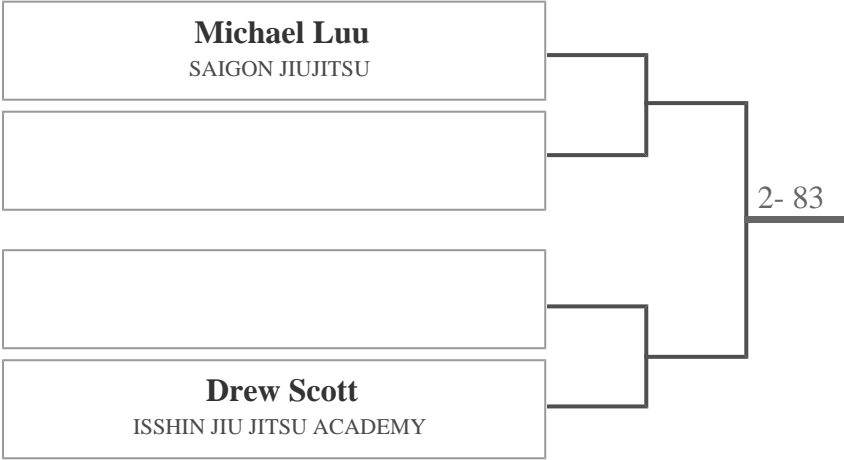 Michael Luu
SAIGON JIUJITSU
2- 83
Drew Scott
ISSHIN JIU JITSU ACADEMY